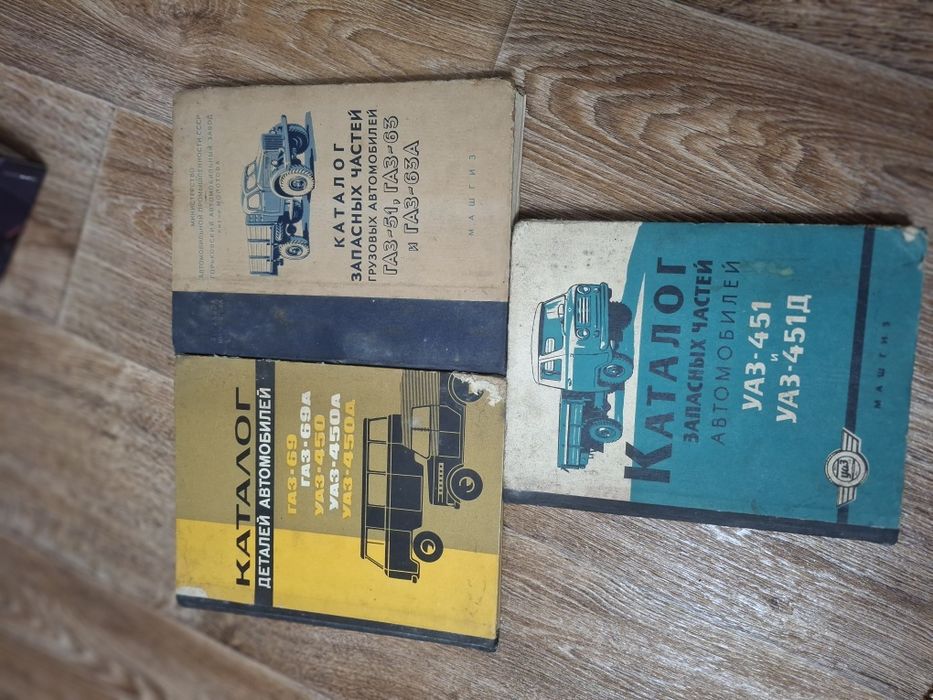 МИНИСТЕРСТВО
АВТОМОБИЛЬНОЙ ПРОМЫШЛЕННОСТИ СССР
ГОРЬКОВСКИЙ АВТОМОБИЛЬНЫЙ ЗАВОД
МОЛОТОВА
КАТАЛОГ
ЗАПАСНЫХ ЧАСТЕЙ
ГРУЗОВЫХ АВТОМОБИЛЕЙ
ГАЗ-51, ГАЗ-63
и ГАЗ-63А
МАШГИЗ
КАТАЛОГ
ДЕТАЛЕЙ АВТОМОБИЛЕЙ
ГАЗ-69
ГАЗ-69А
УАЗ-450
УАЗ-450А
УАЗ-450Д
КАТАЛОГ
ЗАПАСНЫХ ЧАСТЕЙ
АВТОМОБИЛЕЙ
УАЗ-451
и
УАЗ-451Д
уаз
МАШГИЗ